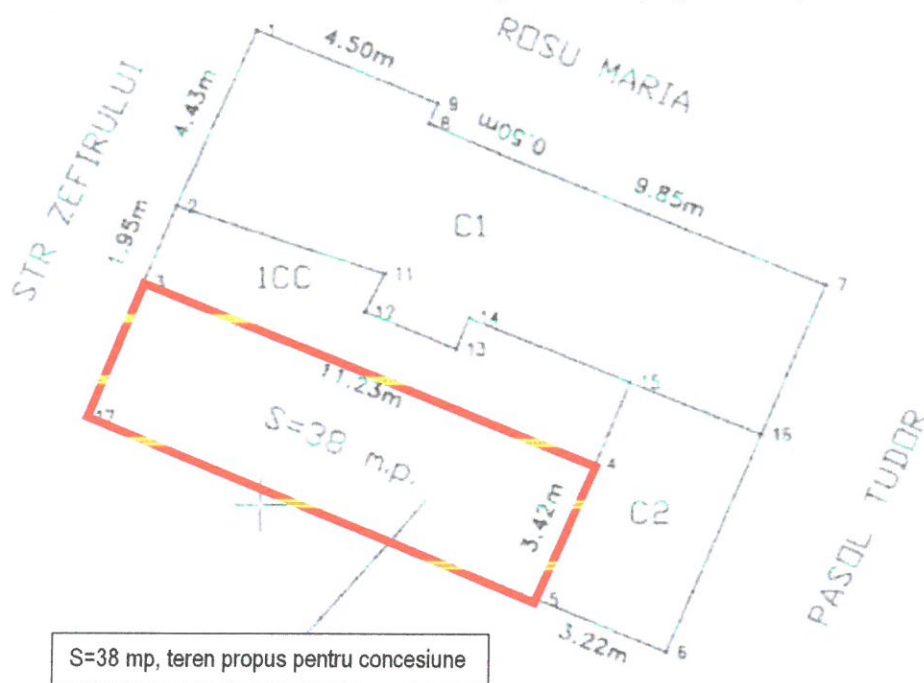 ROSU MARIA
1
4.50m
9
8
0.50m
4.43m
STR ZEFIRULUI
9.85m
2
C1
1.95m
11
7
1CC
3
12
14
13
11.23m
15
17
S=38 m.p.
16
4
3.42m
C2
PASOL TUDOR
5
3.22m
6
S=38 mp, teren propus pentru concesiune